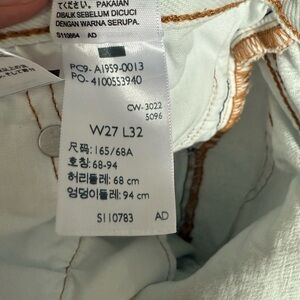 てください。 PAKAIAN
DIBALIK SEBELUM DICUCI
DENGAN WARNA SERUPA.
S110664 AD
PC9- A1959-0013
PO- 4100553940
CW-3022
5096
W27 L32
尺码: 165/68A
호칭: 68-94
허리둘레: 68 cm
엉덩이둘레: 94 cm
S110783 AD